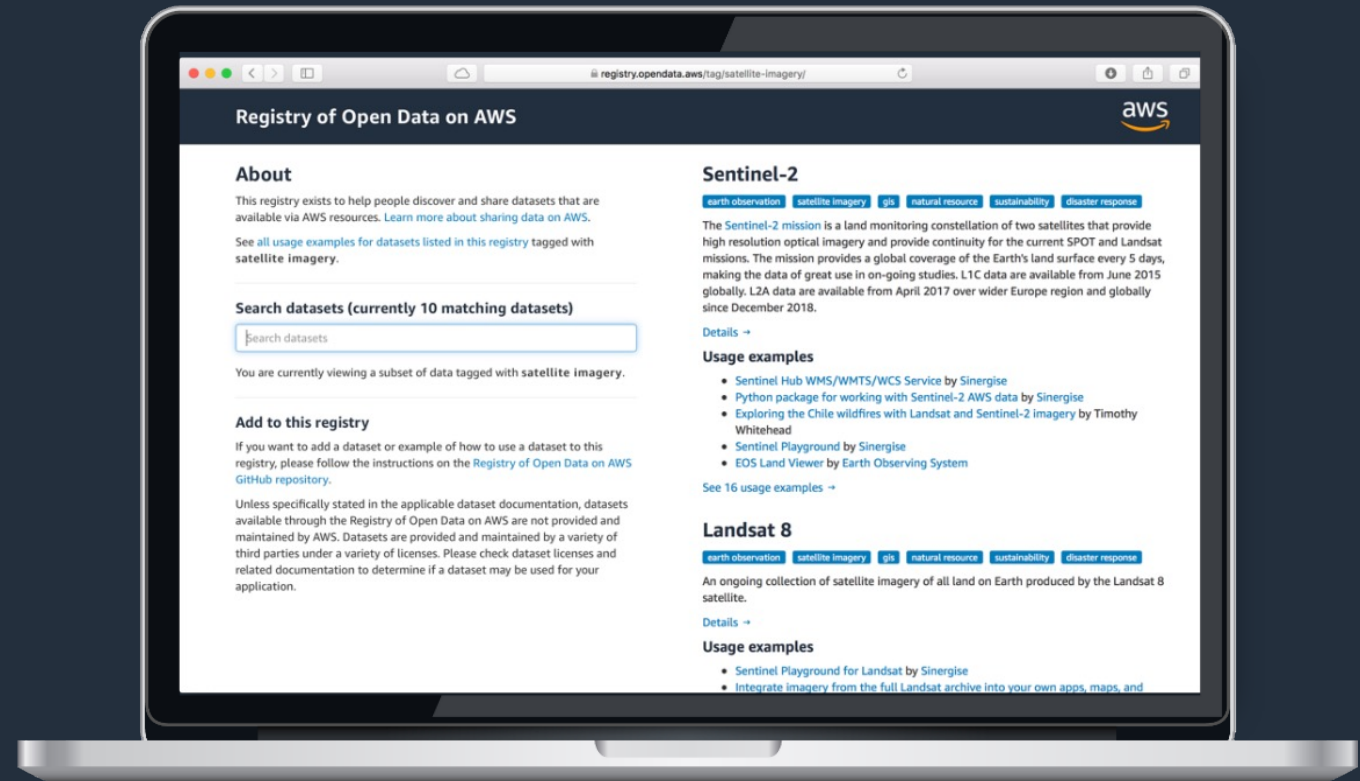 registry.opendata.aws/tag/satellite-imagery/
Registry of Open Data on AWS
aws
About
This registry exists to help people discover and share datasets that are
available via AWS resources. Learn more about sharing data on AWS.
See all usage examples for datasets listed in this registry tagged with
satellite imagery.
Search datasets (currently 10 matching datasets)
Search datasets
You are currently viewing a subset of data tagged with satellite imagery.
Add to this registry
If you want to add a dataset or example of how to use a dataset to this
registry, please follow the instructions on the Registry of Open Data on AWS
GitHub repository.
Unless specifically stated in the applicable dataset documentation, datasets
available through the Registry of Open Data on AWS are not provided and
maintained by AWS. Datasets are provided and maintained by a variety of
third parties under a variety of licenses. Please check dataset licenses and
related documentation to determine if a dataset may be used for your
application.
Sentinel-2
earth observation satellite imagery gis natural resource sustainability disaster response
The Sentinel-2 mission is a land monitoring constellation of two satellites that provide
high resolution optical imagery and provide continuity for the current SPOT and Landsat
missions. The mission provides a global coverage of the Earth's land surface every 5 days,
making the data of great use in on-going studies. L1C data are available from June 2015
globally. L2A data are available from April 2017 over wider Europe region and globally
since December 2018.
Details →
Usage examples
• Sentinel Hub WMS/WMTS/WCS Service by Sinergise
• Python package for working with Sentinel-2 AWS data by Sinergise
• Exploring the Chile wildfires with Landsat and Sentinel-2 imagery by Timothy
Whitehead
• Sentinel Playground by Sinergise
• EOS Land Viewer by Earth Observing System
See 16 usage examples →
Landsat 8
earth observation satellite imagery gis natural resource sustainability disaster response
An ongoing collection of satellite imagery of all land on Earth produced by the Landsat 8
satellite.
Details →
Usage examples
• Sentinel Playground for Landsat by Sinergise
• Integrate imagery from the full Landsat archive into your own apps, maps, and